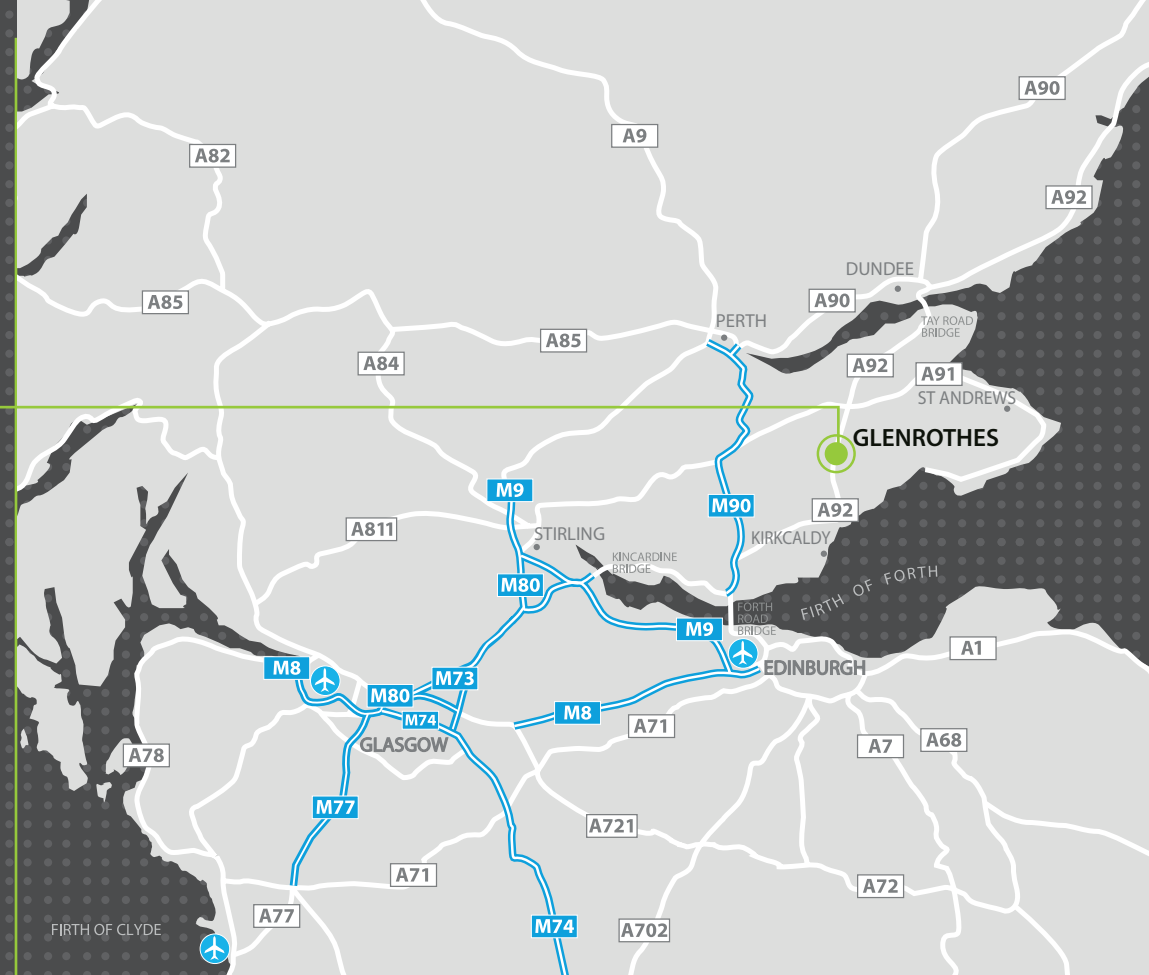 A90
A9
A82
A92
DUNDEE
A90
A85
PERTH
TAY ROAD
BRIDGE
A85
A84
A92
A91
ST ANDREWS
GLENROTHES
M9
M90
A92
A811
STIRLING
KIRKCALDY
KINCARDINE
BRIDGE
M80
FIRTH OF FORTH
FORTH
ROAD
BRIDGE
M9
A1
M8
EDINBURGH
M73
M80
M74
M8
A71
GLASGOW
A7
A68
A78
M77
A721
A71
A72
A77
M74
A702
FIRTH OF CLYDE